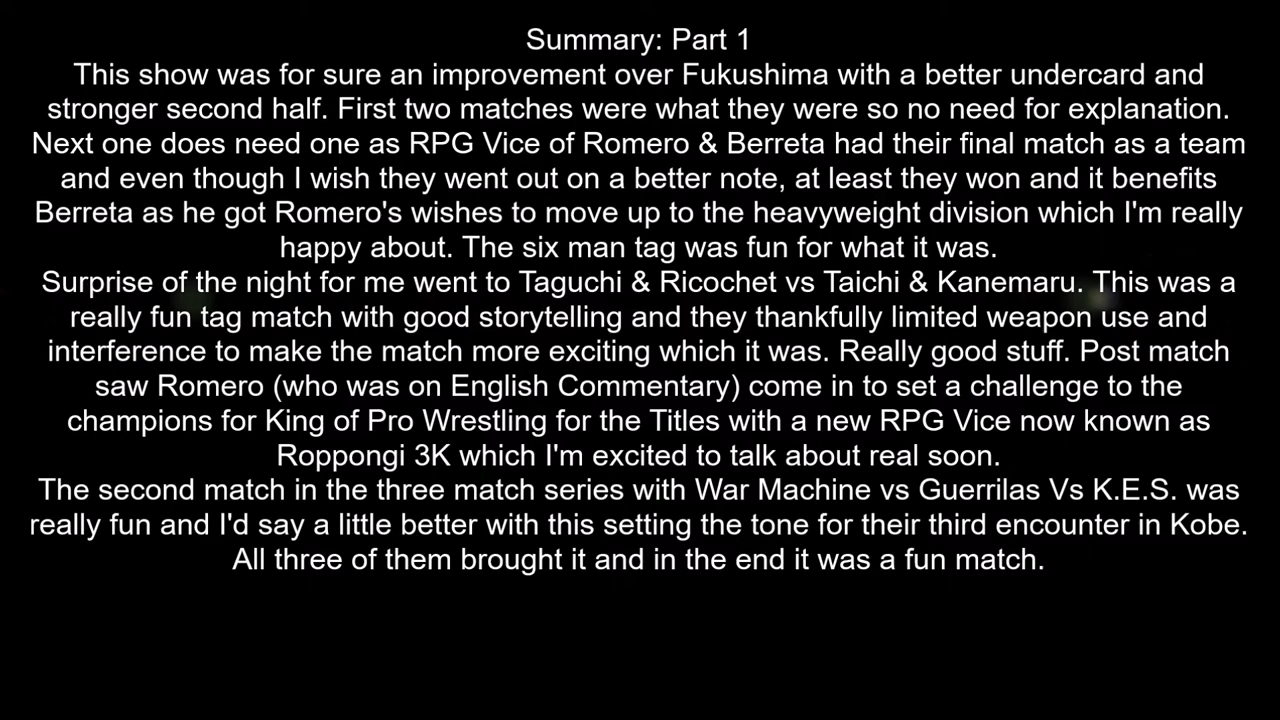 Summary: Part 1
This show was for sure an improvement over Fukushima with a better undercard and
stronger second half. First two matches were what they were so no need for explanation.
Next one does need one as RPG Vice of Romero & Berreta had their final match as a team
and even though I wish they went out on a better note, at least they won and it benefits
Berreta as he got Romero's wishes to move up to the heavyweight division which I'm really
happy about. The six man tag was fun for what it was.
Surprise of the night for me went to Taguchi & Ricochet vs Taichi & Kanemaru. This was a
really fun tag match with good storytelling and they thankfully limited weapon use and
interference to make the match more exciting which it was. Really good stuff. Post match
saw Romero (who was on English Commentary) come in to set a challenge to the
champions for King of Pro Wrestling for the Titles with a new RPG Vice now known as
Roppongi 3K which I'm excited to talk about real soon.
The second match in the three match series with War Machine vs Guerrilas Vs K.E.S. was
really fun and I'd say a little better with this setting the tone for their third encounter in Kobe.
All three of them brought it and in the end it was a fun match.